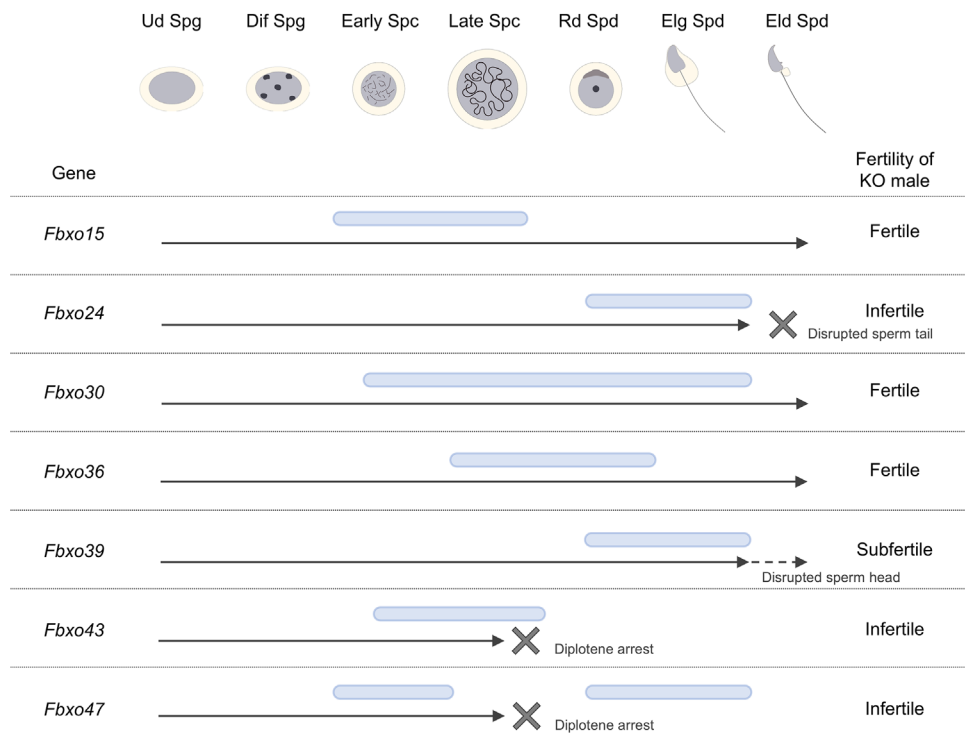 Ud Spg Dif Spg Early Spc Late Spc Rd Spd Elg Spd Eld Spd
Gene
Fertility of
KO male
Fbxo15 Fertile
Fbxo24 Infertile
Disrupted sperm tail
Fbxo30 Fertile
Fbxo36 Fertile
Fbxo39 Subfertile
Disrupted sperm head
Fbxo43 Infertile
Diplotene arrest
Fbxo47 Infertile
Diplotene arrest